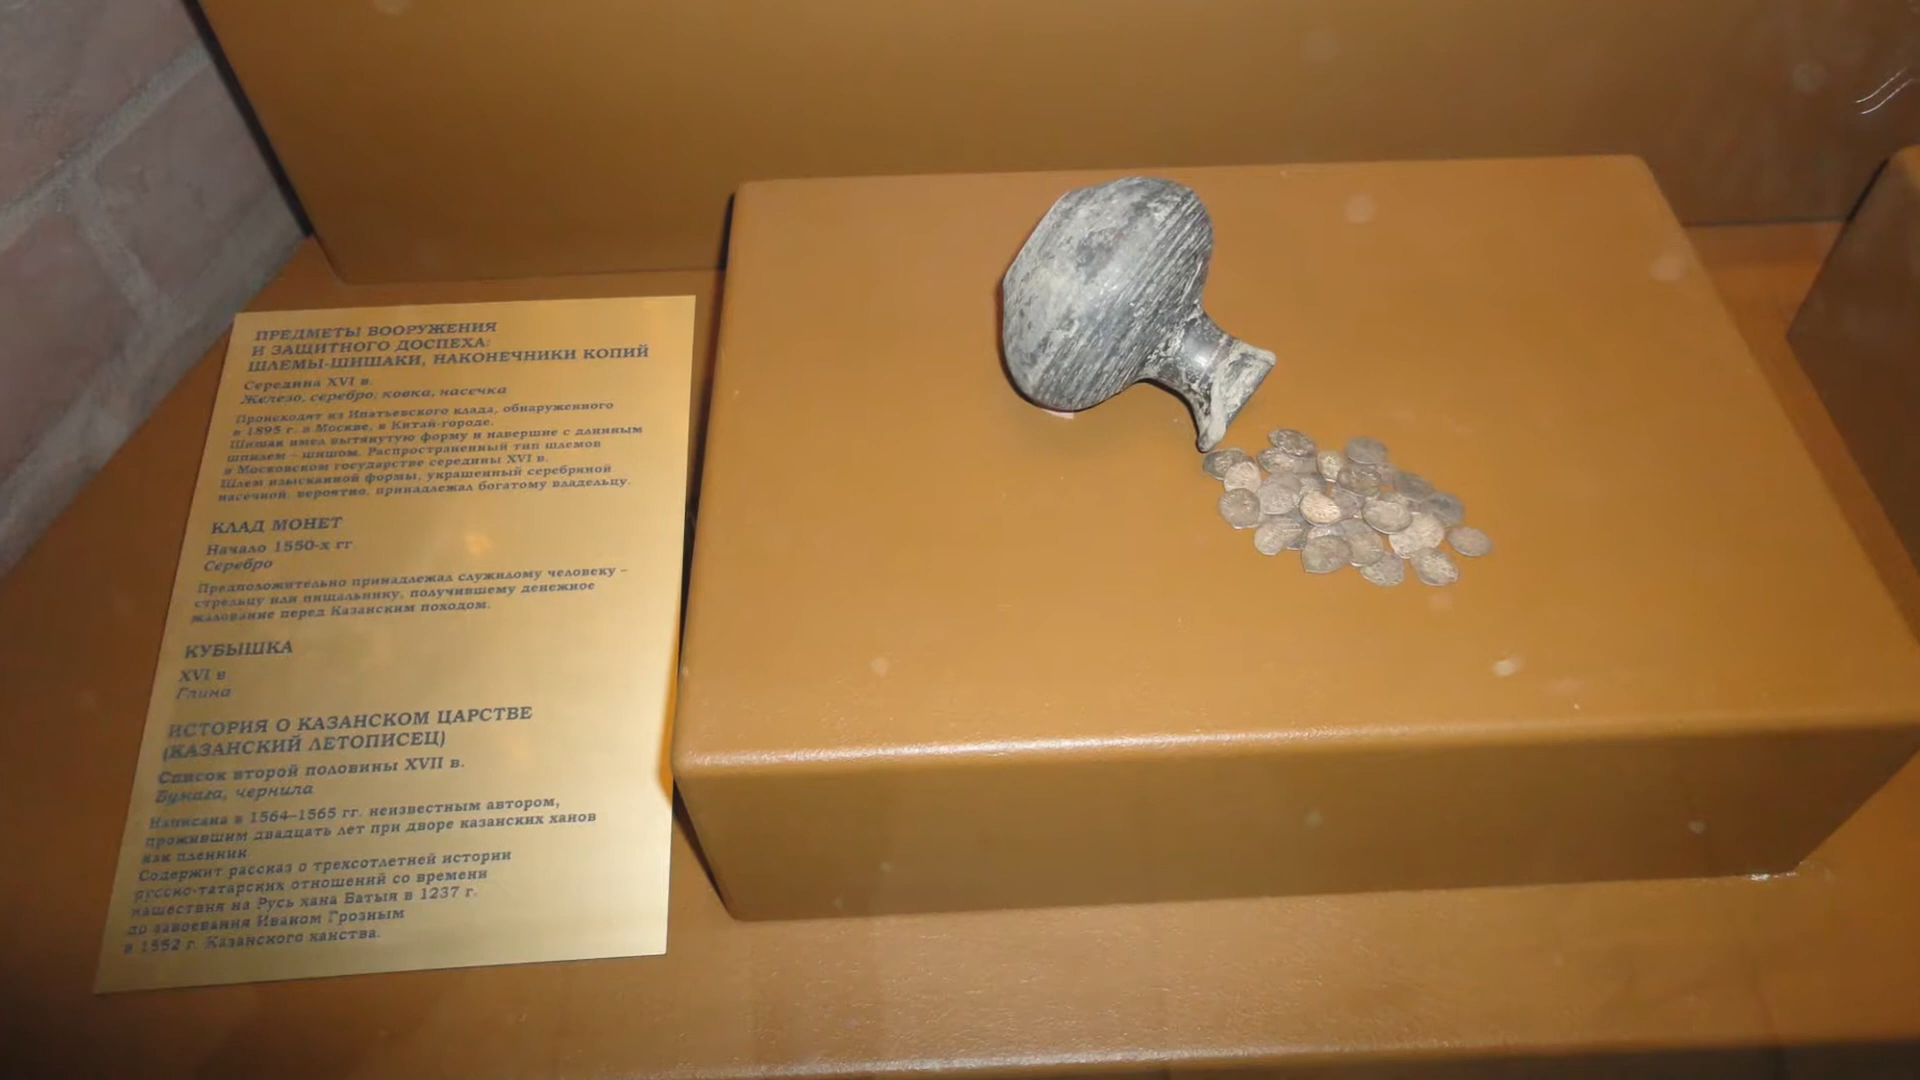 ПРЕДМЕТЫ ВООРУЖЕНИЯ
И ЗАЩИТНОГО ДОСПЕХА:
ШЛЕМЫ-ШИШАКИ, НАКОНЕЧНИКИ КОПИЙ
Середина XVI в.
Железо, серебро, ковка, насечка
Происходят из Ипатьевского клада, обнаруженного
в 1895 г. в Москве, в Китай-городе.
Шишак имел вытянутую форму и навершие с длинным
шпилем – шишом. Распространенный тип шлемов
в Московском государстве середины XVI в.
Шлем изысканной формы, украшенный серебряной
насечкой, вероятно, принадлежал богатому владельцу.
КЛАД МОНЕТ
Начало 1550-х гг
Серебро
Предположительно принадлежал служилому человеку –
стрельцу или пищальнику, получившему денежное
жалование перед Казанским походом.
КУБЫШКА
XVI в
Глина
ИСТОРИЯ О КАЗАНСКОМ ЦАРСТВЕ
(КАЗАНСКИЙ ЛЕТОПИСЕЦ)
Список второй половины XVII в.
Бумага, чернила
Написана в 1564–1565 гг. неизвестным автором,
прожившим двадцать лет при дворе казанских ханов
как пленник
Содержит рассказ о трехсотлетней истории
русско-татарских отношений со времени
нашествия на Русь хана Батыя в 1237 г.
до завоевания Иваном Грозным
в 1552 г. Казанского ханства.